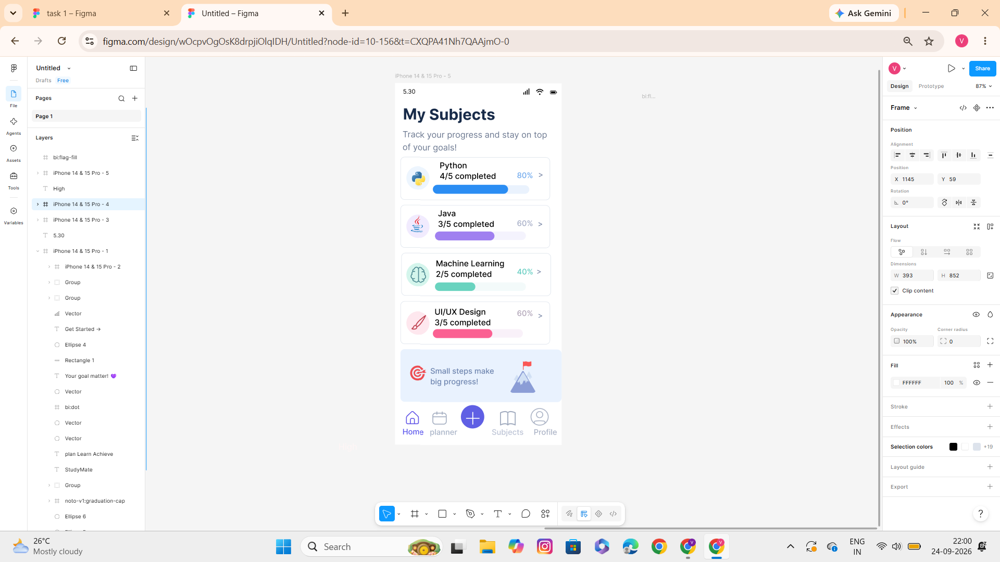 task 1 – Figma
Untitled – Figma
Ask Gemini
figma.com/design/wOcpvOgOsK8drpjiOlqIDH/Untitled?node-id=10-156&t=CXQPA41Nh7QAAjmO-0
V
File
Agents
Assets
Tools
Variables
Untitled
Drafts
Free
Pages
Page 1
Layers
bi:flag-fill
iPhone 14 & 15 Pro - 5
High
iPhone 14 & 15 Pro - 4
iPhone 14 & 15 Pro - 3
5.30
iPhone 14 & 15 Pro - 1
iPhone 14 & 15 Pro - 2
Group
Group
Vector
Get Started →
Ellipse 4
Rectangle 1
Your goal matter! 💜
Vector
bi:dot
Vector
Vector
plan Learn Achieve
StudyMate
Group
noto-v1:graduation-cap
Ellipse 6
iPhone 14 & 15 Pro - 5
bi:fl...
5.30
My Subjects
Track your progress and stay on top
of your goals!
Python
4/5 completed
80% >
Java
3/5 completed
60% >
Machine Learning
2/5 completed
40% >
UI/UX Design
3/5 completed
60% >
Small steps make
big progress!
Home
planner
Subjects
Profile
V
Share
Design
Prototype
87%
Frame
Position
Alignment
Position
X 1145
Y 59
Rotation
0°
Layout
Flow
Dimensions
W 393
H 852
Clip content
Appearance
Opacity
Corner radius
100%
0
Fill
FFFFFF
100 %
Stroke
Effects
Selection colors
+19
Layout guide
Export
?
26°C
Mostly cloudy
Search
ENG
IN
22:00
24-09-2026